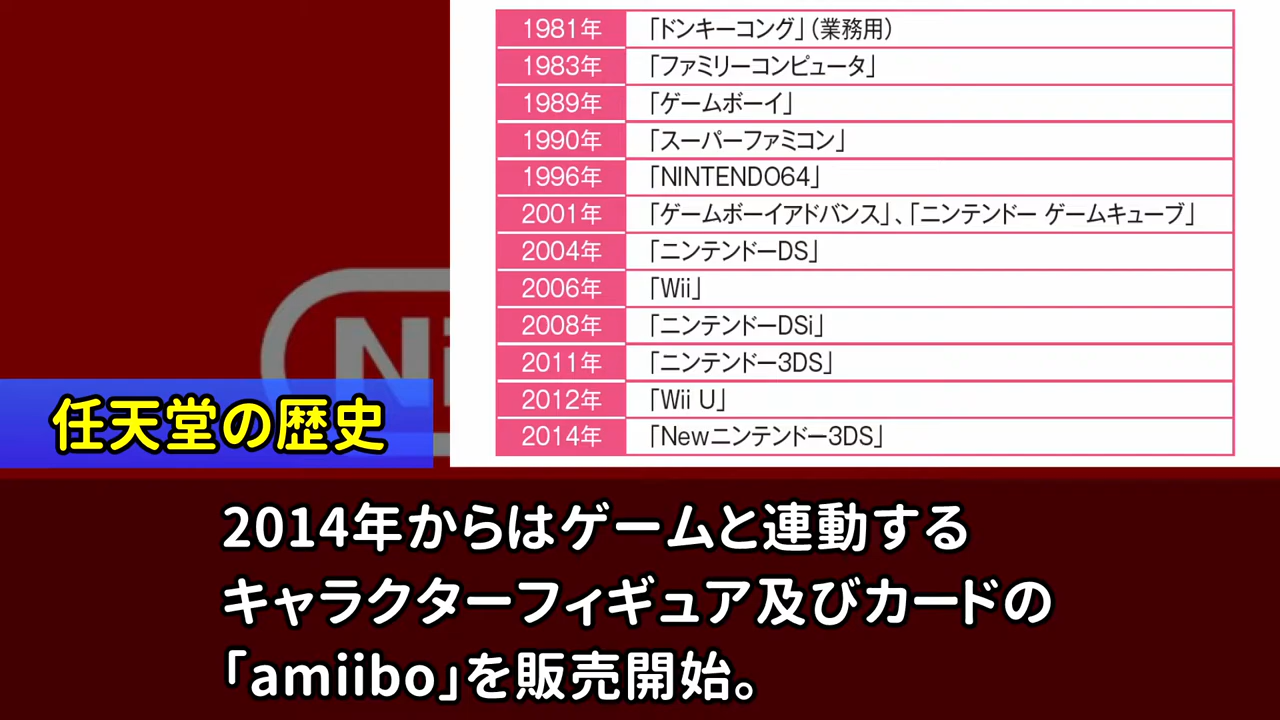 1981年 「ドンキーコング」(業務用)
1983年 「ファミリーコンピュータ」
1989年 「ゲームボーイ」
1990年 「スーパーファミコン」
1996年 「NINTENDO64」
2001年 「ゲームボーイアドバンス」、「ニンテンドー ゲームキューブ」
2004年 「ニンテンドーDS」
2006年 「Wii」
2008年 「ニンテンドーDSi」
2011年 「ニンテンドー3DS」
2012年 「Wii U」
2014年 「Newニンテンドー3DS」
Ni
任天堂の歴史
2014年からはゲームと連動する
キャラクターフィギュア及びカードの
「amiibo」を販売開始。